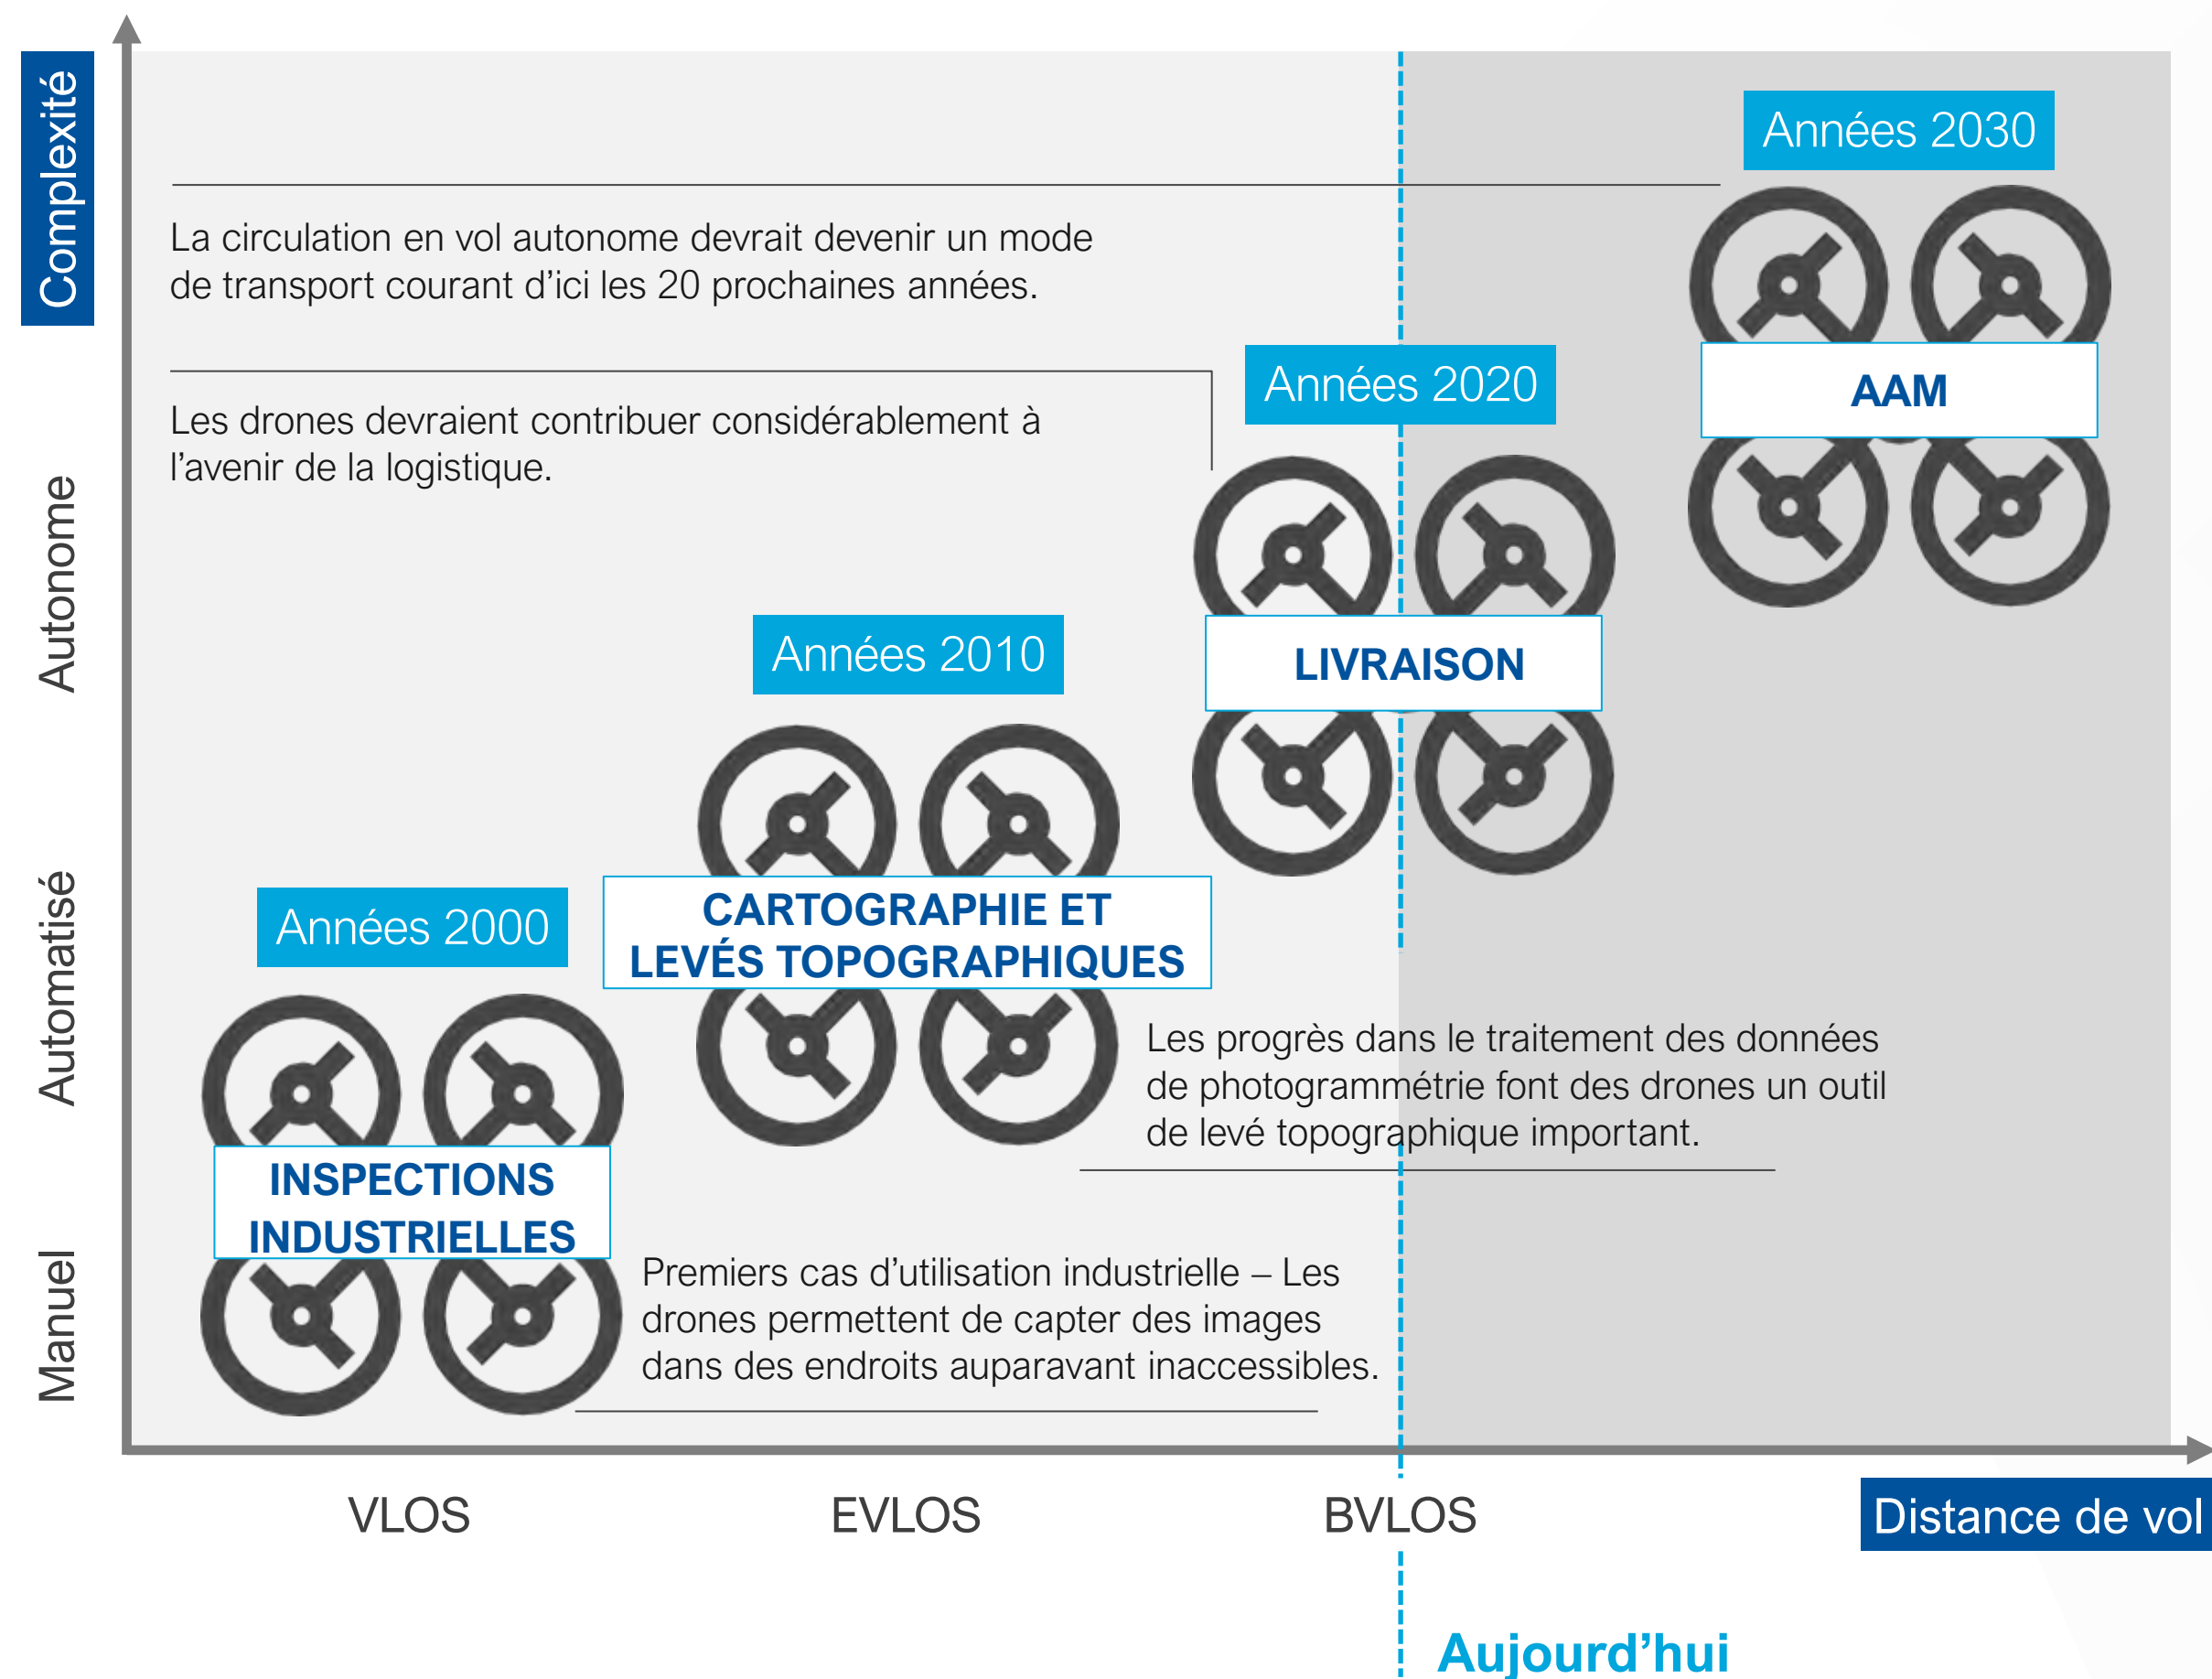 Complexité
Années 2030
La circulation en vol autonome devrait devenir un mode
de transport courant d’ici les 20 prochaines années.
AAM
Années 2020
Les drones devraient contribuer considérablement à
l’avenir de la logistique.
LIVRAISON
Autonome
Années 2010
CARTOGRAPHIE ET
LEVÉS TOPOGRAPHIQUES
Les progrès dans le traitement des données
de photogrammétrie font des drones un outil
de levé topographique important.
Automatisé
Années 2000
INSPECTIONS
INDUSTRIELLES
Premiers cas d’utilisation industrielle – Les
drones permettent de capter des images
dans des endroits auparavant inaccessibles.
Manuel
VLOS
EVLOS
BVLOS
Distance de vol
Aujourd’hui